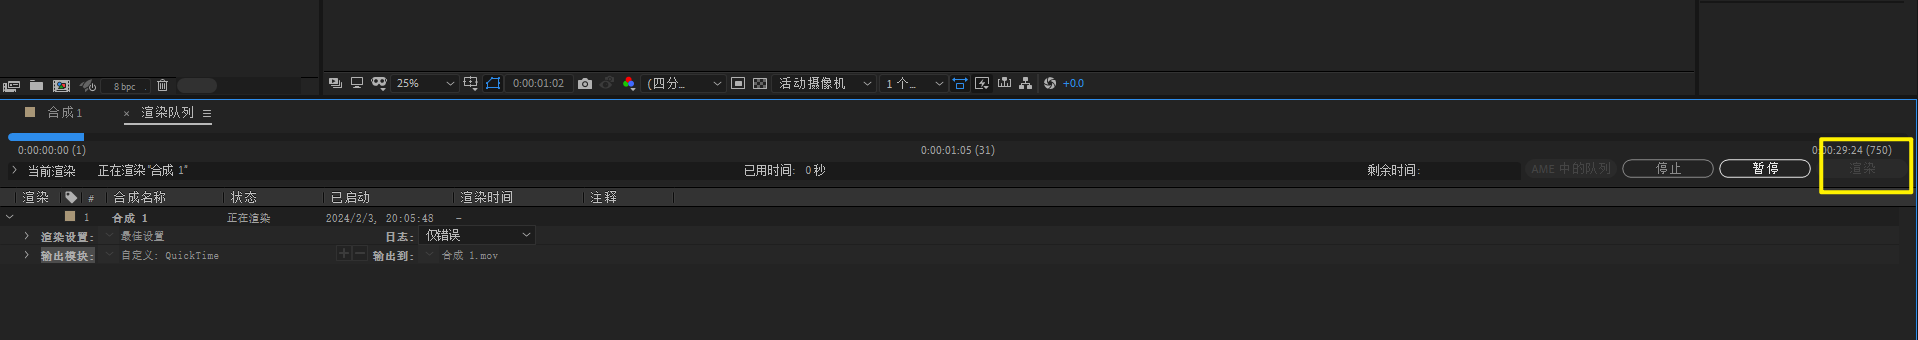 8 bpc
25%
0:00:01:02
(四分...
活动摄像机
1 个...
+0.0
合成 1
× 渲染队列 ≡
0:00:00:00 (1)
0:00:01:05 (31)
0:00:29:24 (750)
当前渲染
正在渲染“合成 1”
已用时间: 0 秒
剩余时间:
AME 中的队列
停止
暂停
渲染
渲染
#
合成名称
状态
已启动
渲染时间
注释
1
合成 1
正在渲染
2024/2/3, 20:05:48
–
渲染设置:
最佳设置
日志:
仅错误
输出模块:
自定义: QuickTime
+ −
输出到:
合成 1.mov